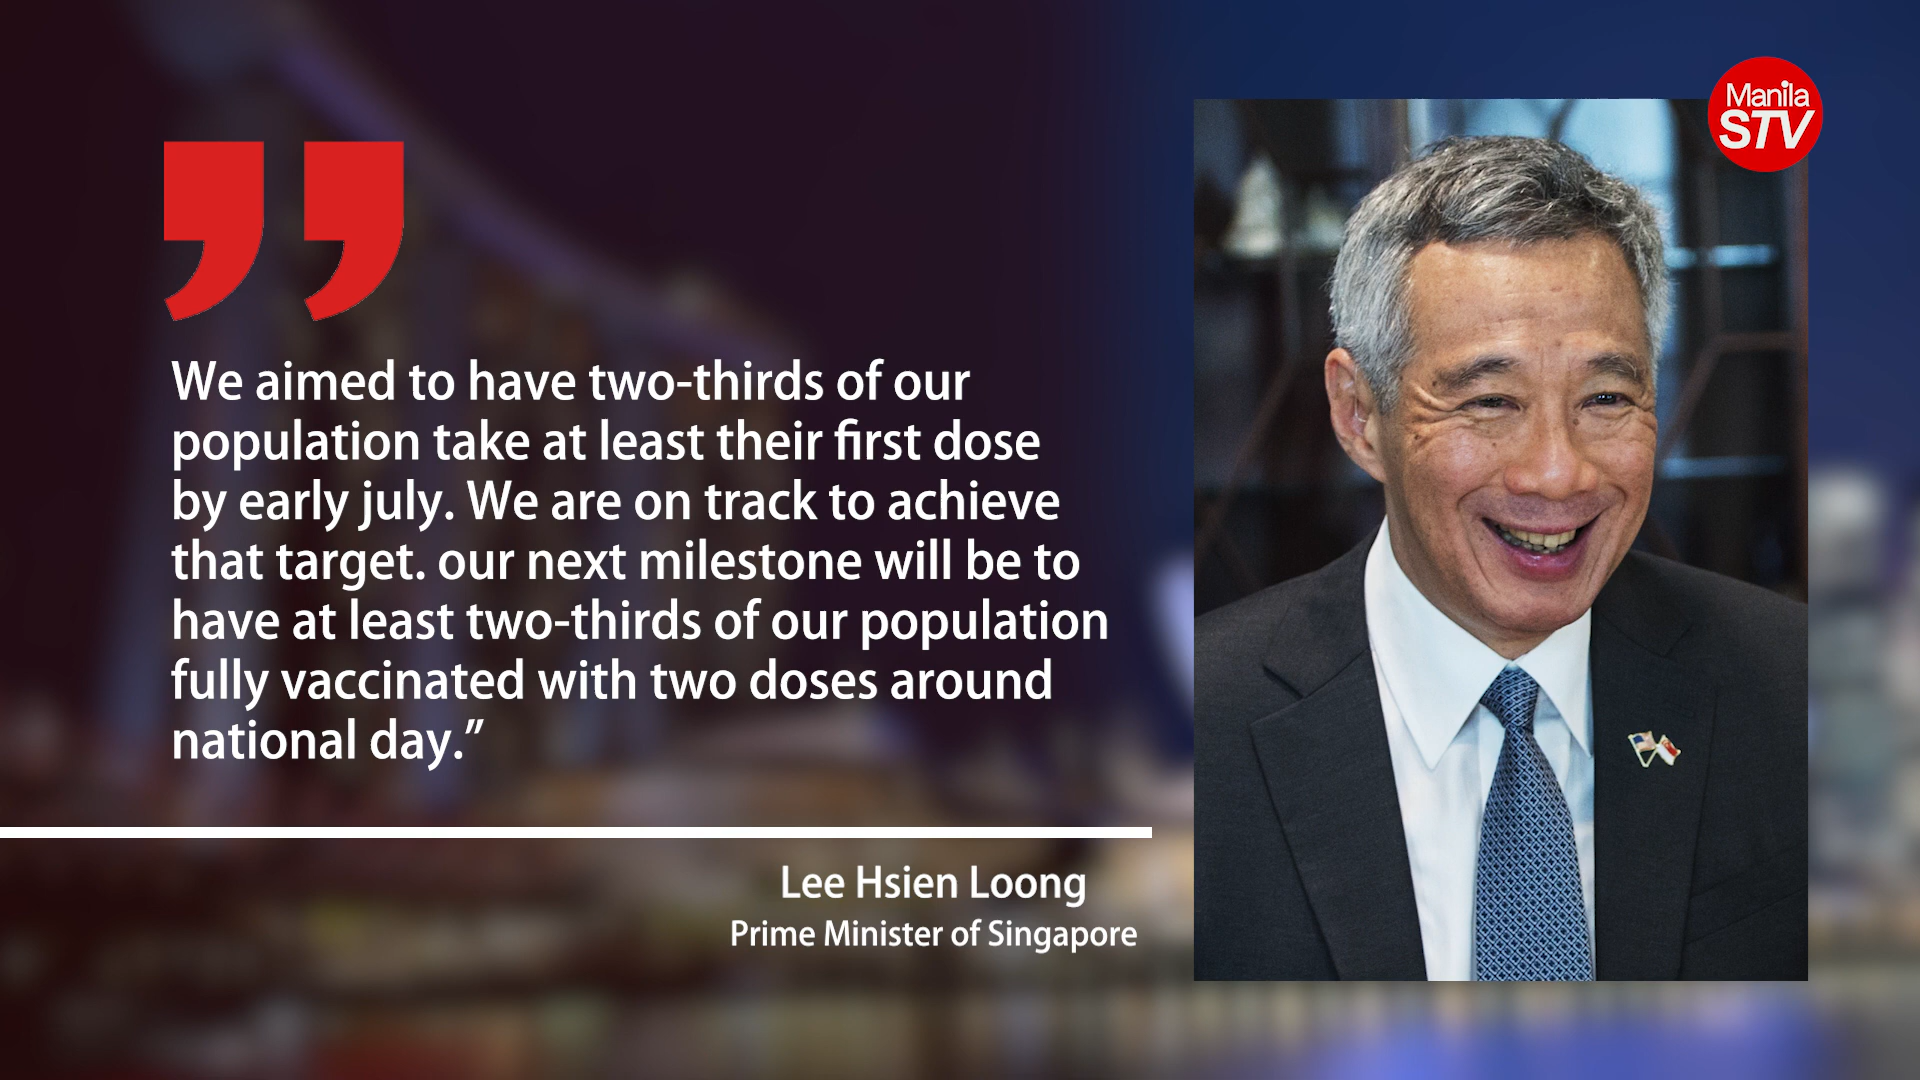 Manila
STV
We aimed to have two-thirds of our
population take at least their first dose
by early july. We are on track to achieve
that target. our next milestone will be to
have at least two-thirds of our population
fully vaccinated with two doses around
national day.”
Lee Hsien Loong
Prime Minister of Singapore